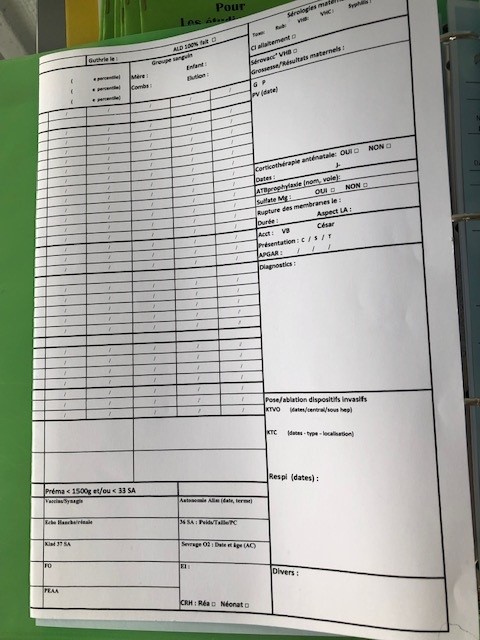 Pour
Les étudi
Guthrie le :
ALD 100% fait □
( e percentile)
( e percentile)
( e percentile)
Groupe sanguin
Mère : Enfant :
Combs : Elution :
Sérologies matern
Toxo: Rub: VHB: VHC: Syphilis:
CI allaitement □
Sérovacc° VHB □
Grossesse/Résultats maternels :
G P
PV (date)
Corticothérapie anténatale: OUI □ NON □
Dates : J-
ATBprophylaxie (nom, voie):
Sulfate Mg : OUI □ NON □
Rupture des membranes le :
Durée : Aspect LA :
Acct : VB César
Présentation : C / S / T
APGAR : / / /
Diagnostics :
Pose/ablation dispositifs invasifs
KTVO (dates/central/sous hep)
KTC (dates - type - localisation)
Respi (dates) :
Préma < 1500g et/ou < 33 SA
Vaccins/Synagis
Autonomie Alim (date, terme)
Echo Hanche/rénale
36 SA : Poids/Taille/PC
Kiné 37 SA
Sevrage O2 : Date et âge (AC)
FO
EI :
PEAA
CRH : Réa □ Néonat □
Divers :